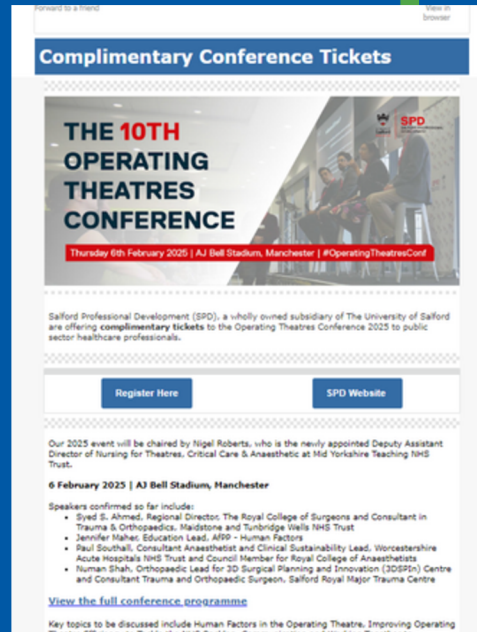 Forward to a friend
View in
browser
Complimentary Conference Tickets
THE 10TH
OPERATING
THEATRES
CONFERENCE
SPD
Thursday 6th February 2025 | AJ Bell Stadium, Manchester | #OperatingTheatresConf
Salford Professional Development (SPD), a wholly owned subsidiary of The University of Salford
are offering complimentary tickets to the Operating Theatres Conference 2025 to public
sector healthcare professionals.
Register Here
SPD Website
Our 2025 event will be chaired by Nigel Roberts, who is the newly appointed Deputy Assistant
Director of Nursing for Theatres, Critical Care & Anaesthetic at Mid Yorkshire Teaching NHS
Trust.
6 February 2025 | AJ Bell Stadium, Manchester
Speakers confirmed so far include:
• Syed S. Ahmed, Regional Director, The Royal College of Surgeons and Consultant in
Trauma & Orthopaedics, Maidstone and Tunbridge Wells NHS Trust
• Jennifer Maher, Education Lead, AfPP - Human Factors
• Paul Southall, Consultant Anaesthetist and Clinical Sustainability Lead, Worcestershire
Acute Hospitals NHS Trust and Council Member for Royal College of Anaesthetists
• Numan Shah, Orthopaedic Lead for 3D Surgical Planning and Innovation (3DSPIn) Centre
and Consultant Trauma and Orthopaedic Surgeon, Salford Royal Major Trauma Centre
View the full conference programme
Key topics to be discussed include Human Factors in the Operating Theatre, Improving Operating